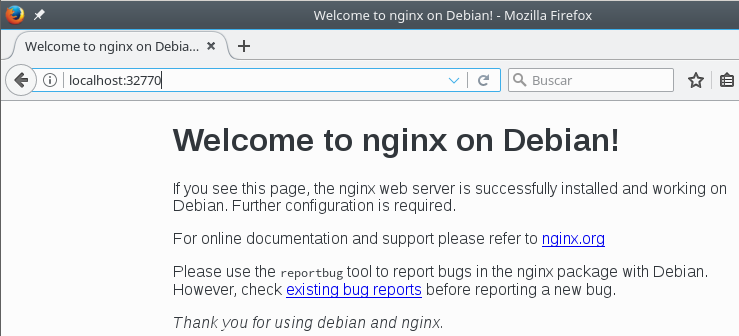 Welcome to nginx on Debian! - Mozilla Firefox
Welcome to nginx on Debia...
localhost:32770
Buscar
Welcome to nginx on Debian!
If you see this page, the nginx web server is successfully installed and working on
Debian. Further configuration is required.
For online documentation and support please refer to nginx.org
Please use the reportbug tool to report bugs in the nginx package with Debian.
However, check existing bug reports before reporting a new bug.
Thank you for using debian and nginx.